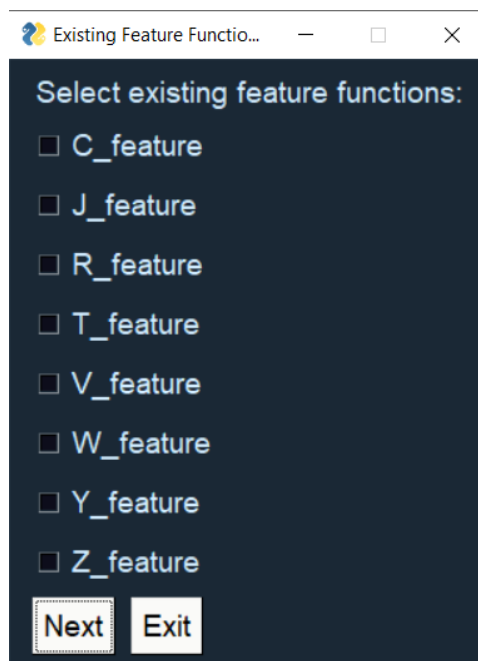 Existing Feature Functio...
Select existing feature functions:
C_feature
J_feature
R_feature
T_feature
V_feature
W_feature
Y_feature
Z_feature
Next Exit